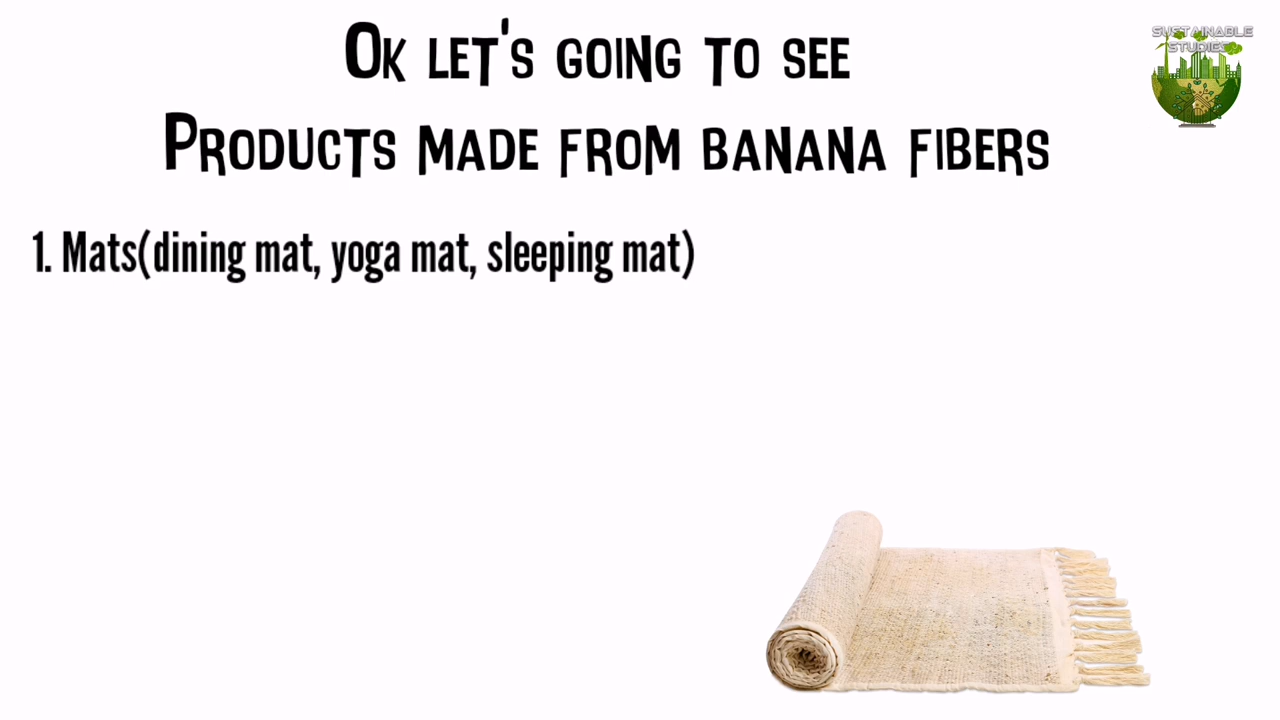 Ok let's going to see
Products made from banana fibers
1. Mats(dining mat, yoga mat, sleeping mat)
SUSTAINABLE
STUDIES